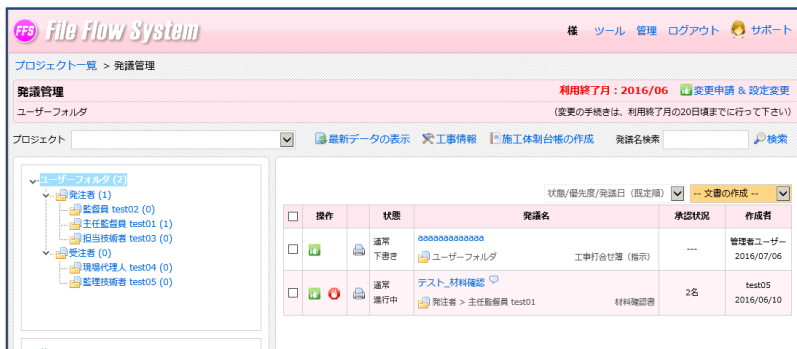 FFS File Flow System
様 ツール 管理 ログアウト サポート
プロジェクト一覧 > 発議管理
発議管理 利用終了月：2016/06 変更申請 & 設定変更
ユーザーフォルダ (変更の手続きは、利用終了月の20日頃までに行って下さい)
プロジェクト 最新データの表示 工事情報 施工体制台帳の作成 発議名検索 検索
ユーザーフォルダ (2)
発注者 (1)
監督員 test02 (0)
主任監督員 test01 (1)
担当技術者 test03 (0)
受注者 (0)
現場代理人 test04 (0)
監理技術者 test05 (0)
状態/優先度/発議日（既定順） -- 文書の作成 --
操作 状態 発議名 承認状況 作成者
通常 aaaaaaaaaaaaa 管理者ユーザー
下書き ユーザーフォルダ 工事打合せ簿（指示） --- 2016/07/06
通常 テスト_材料確認 test05
進行中 発注者 > 主任監督員 test01 材料確認書 2名 2016/06/10